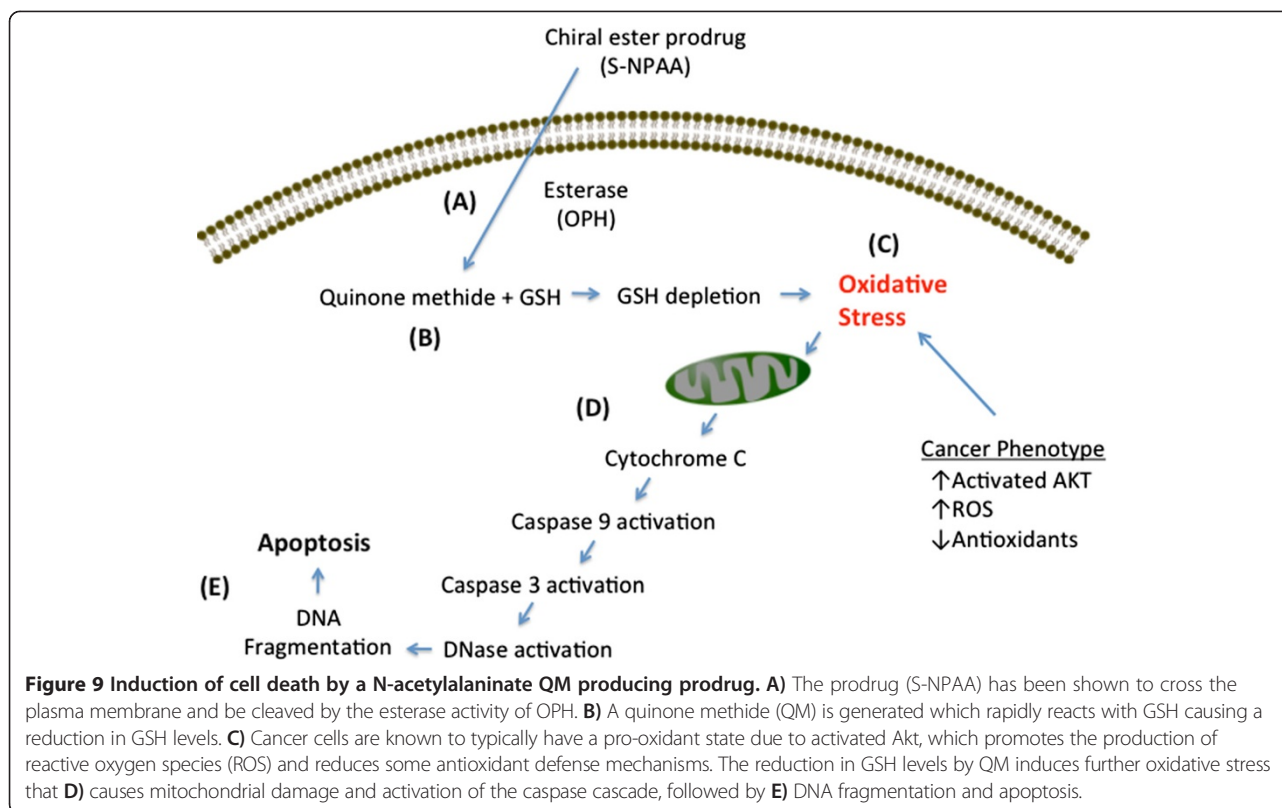 Chiral ester prodrug
(S-NPAA)
Esterase
(OPH)
(A)
(C)
Quinone methide + GSH
GSH depletion
Oxidative
Stress
(B)
(D)
Cytochrome C
Cancer Phenotype
↑Activated AKT
↑ROS
↓Antioxidants
Caspase 9 activation
Apoptosis
Caspase 3 activation
(E)
DNA
Fragmentation
DNase activation
Figure 9 Induction of cell death by a N-acetylalaninate QM producing prodrug. A) The prodrug (S-NPAA) has been shown to cross the
plasma membrane and be cleaved by the esterase activity of OPH. B) A quinone methide (QM) is generated which rapidly reacts with GSH causing a
reduction in GSH levels. C) Cancer cells are known to typically have a pro-oxidant state due to activated Akt, which promotes the production of
reactive oxygen species (ROS) and reduces some antioxidant defense mechanisms. The reduction in GSH levels by QM induces further oxidative stress
that D) causes mitochondrial damage and activation of the caspase cascade, followed by E) DNA fragmentation and apoptosis.